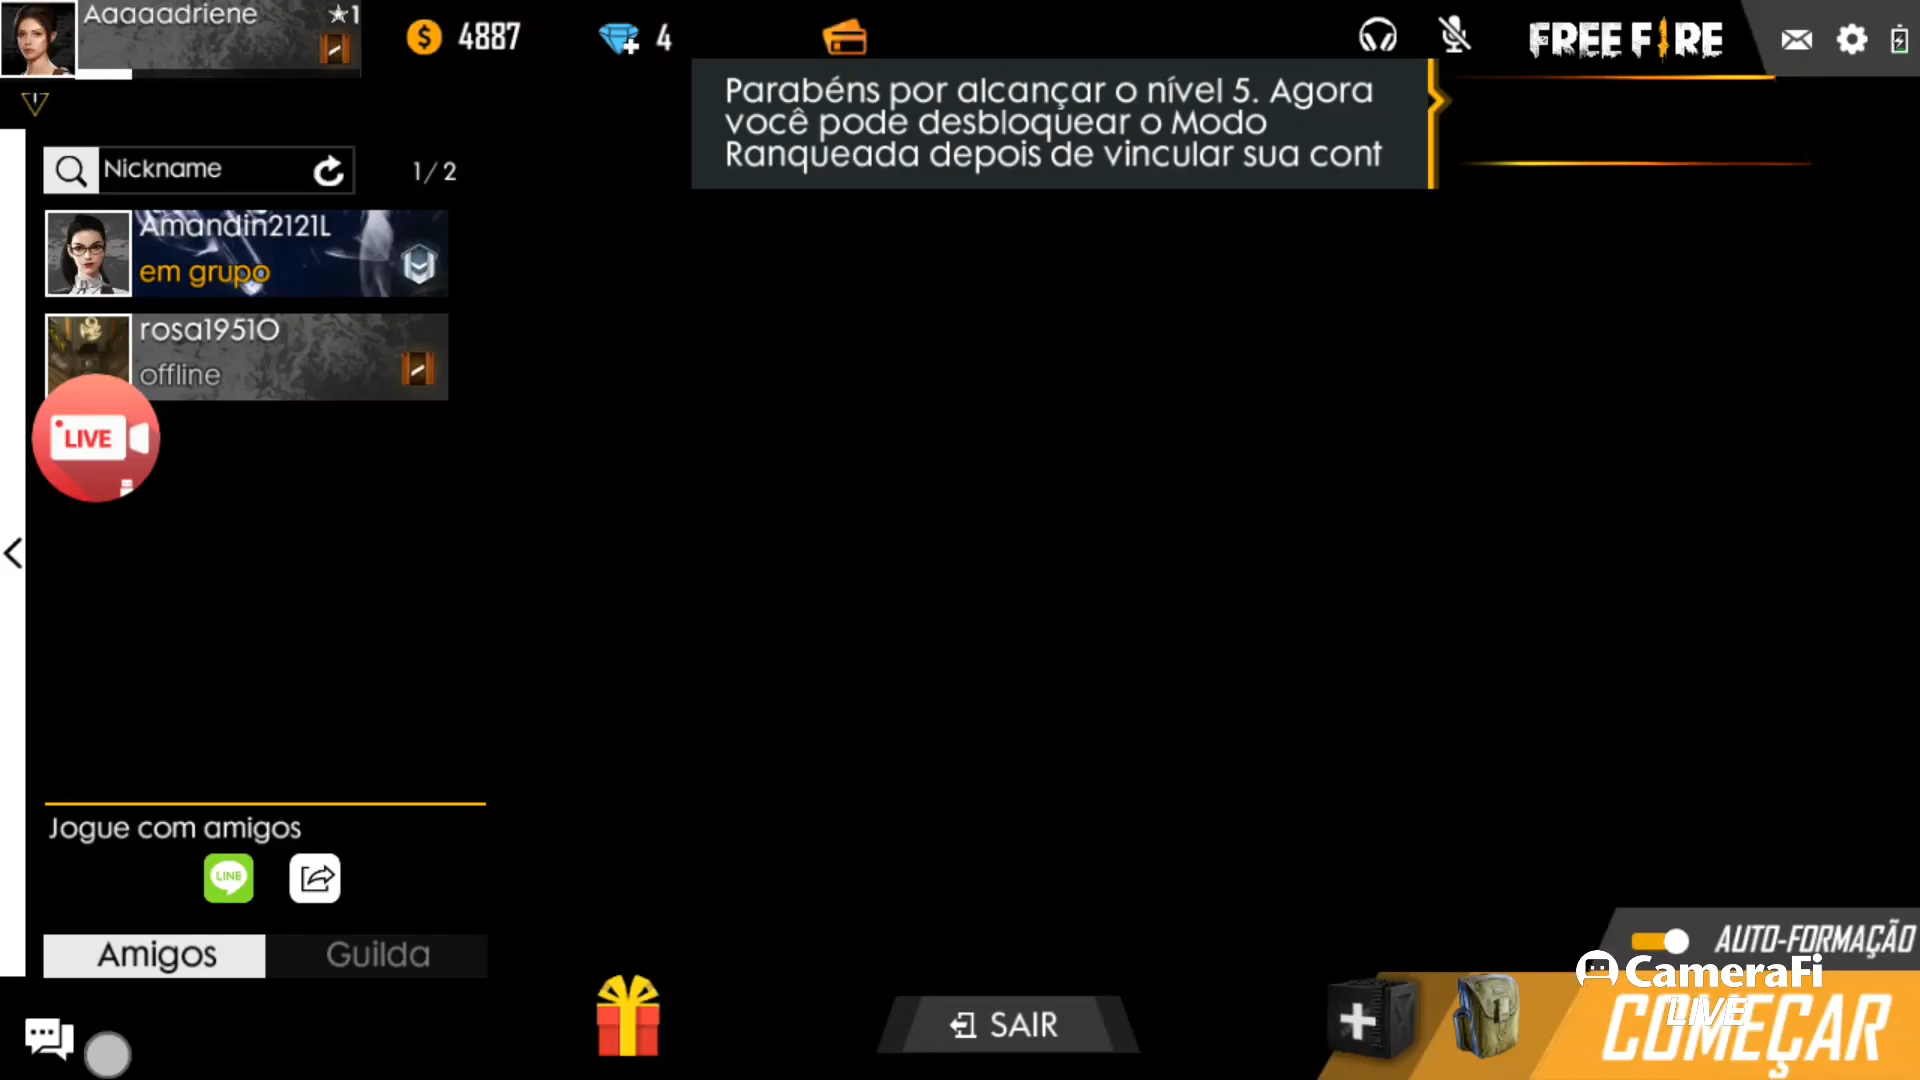 Aaaaadriene
1
4887
4
FREE FIRE
Parabéns por alcançar o nível 5. Agora
você pode desbloquear o Modo
Ranqueada depois de vincular sua cont
Nickname
1/2
Amandin2121L
em grupo
rosa1951O
offline
LIVE
Jogue com amigos
LINE
Amigos
Guilda
SAIR
AUTO-FORMAÇÃO
CameraFi
LIVE
COMEÇAR